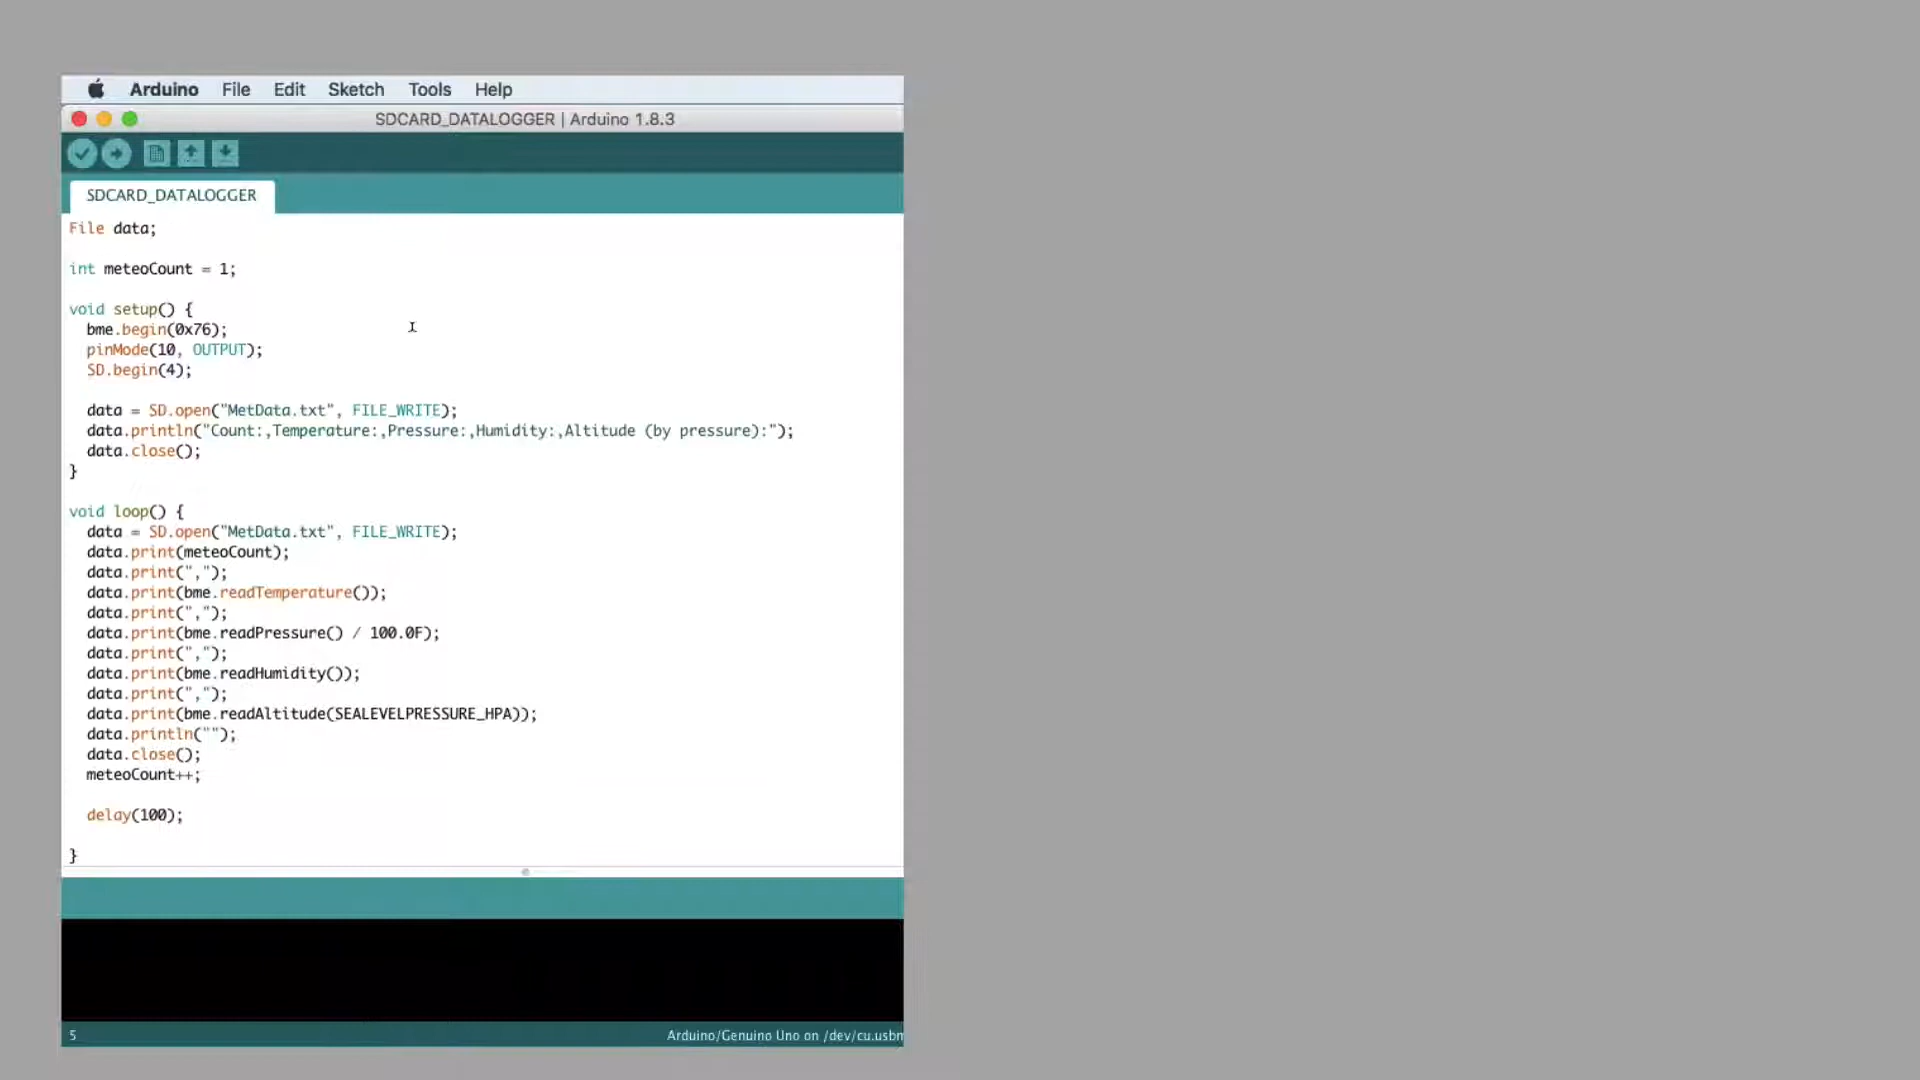 Arduino File Edit Sketch Tools Help
SDCARD_DATALOGGER | Arduino 1.8.3
SDCARD_DATALOGGER
File data;
int meteoCount = 1;
void setup() {
  bme.begin(0x76);
  pinMode(10, OUTPUT);
  SD.begin(4);
  data = SD.open("MetData.txt", FILE_WRITE);
  data.println("Count:,Temperature:,Pressure:,Humidity:,Altitude (by pressure):");
  data.close();
}
void loop() {
  data = SD.open("MetData.txt", FILE_WRITE);
  data.print(meteoCount);
  data.print(",");
  data.print(bme.readTemperature());
  data.print(",");
  data.print(bme.readPressure() / 100.0F);
  data.print(",");
  data.print(bme.readHumidity());
  data.print(",");
  data.print(bme.readAltitude(SEALEVELPRESSURE_HPA));
  data.println("");
  data.close();
  meteoCount++;
  delay(100);
}
5 Arduino/Genuino Uno on /dev/cu.usbm